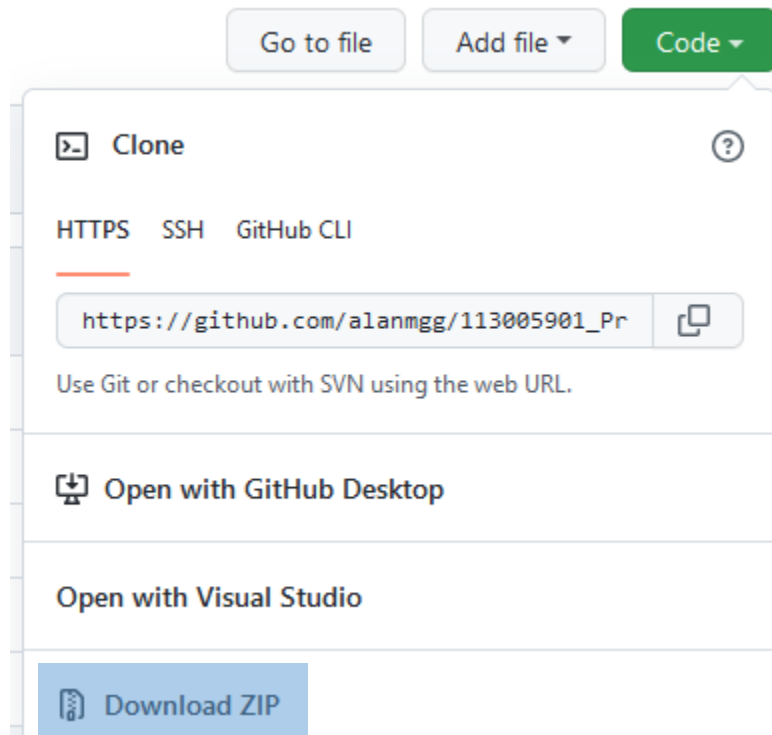 Go to file Add file Code
Clone
HTTPS SSH GitHub CLI
https://github.com/alanmgg/113005901_Pr
Use Git or checkout with SVN using the web URL.
Open with GitHub Desktop
Open with Visual Studio
Download ZIP